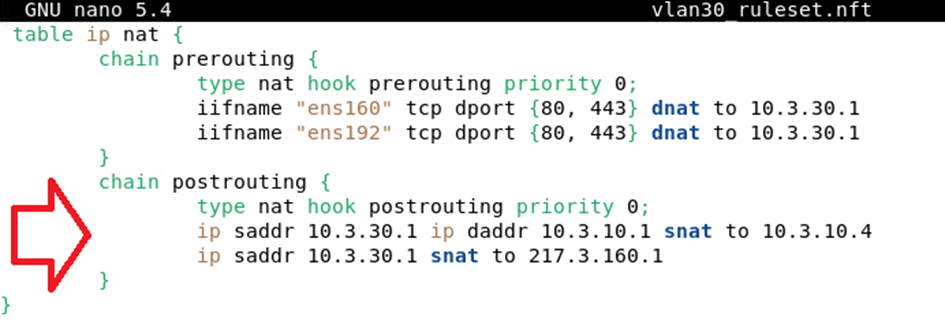 GNU nano 5.4 vlan30_ruleset.nft
table ip nat {
chain prerouting {
type nat hook prerouting priority 0;
iifname "ens160" tcp dport {80, 443} dnat to 10.3.30.1
iifname "ens192" tcp dport {80, 443} dnat to 10.3.30.1
}
chain postrouting {
type nat hook postrouting priority 0;
ip saddr 10.3.30.1 ip daddr 10.3.10.1 snat to 10.3.10.4
ip saddr 10.3.30.1 snat to 217.3.160.1
}
}